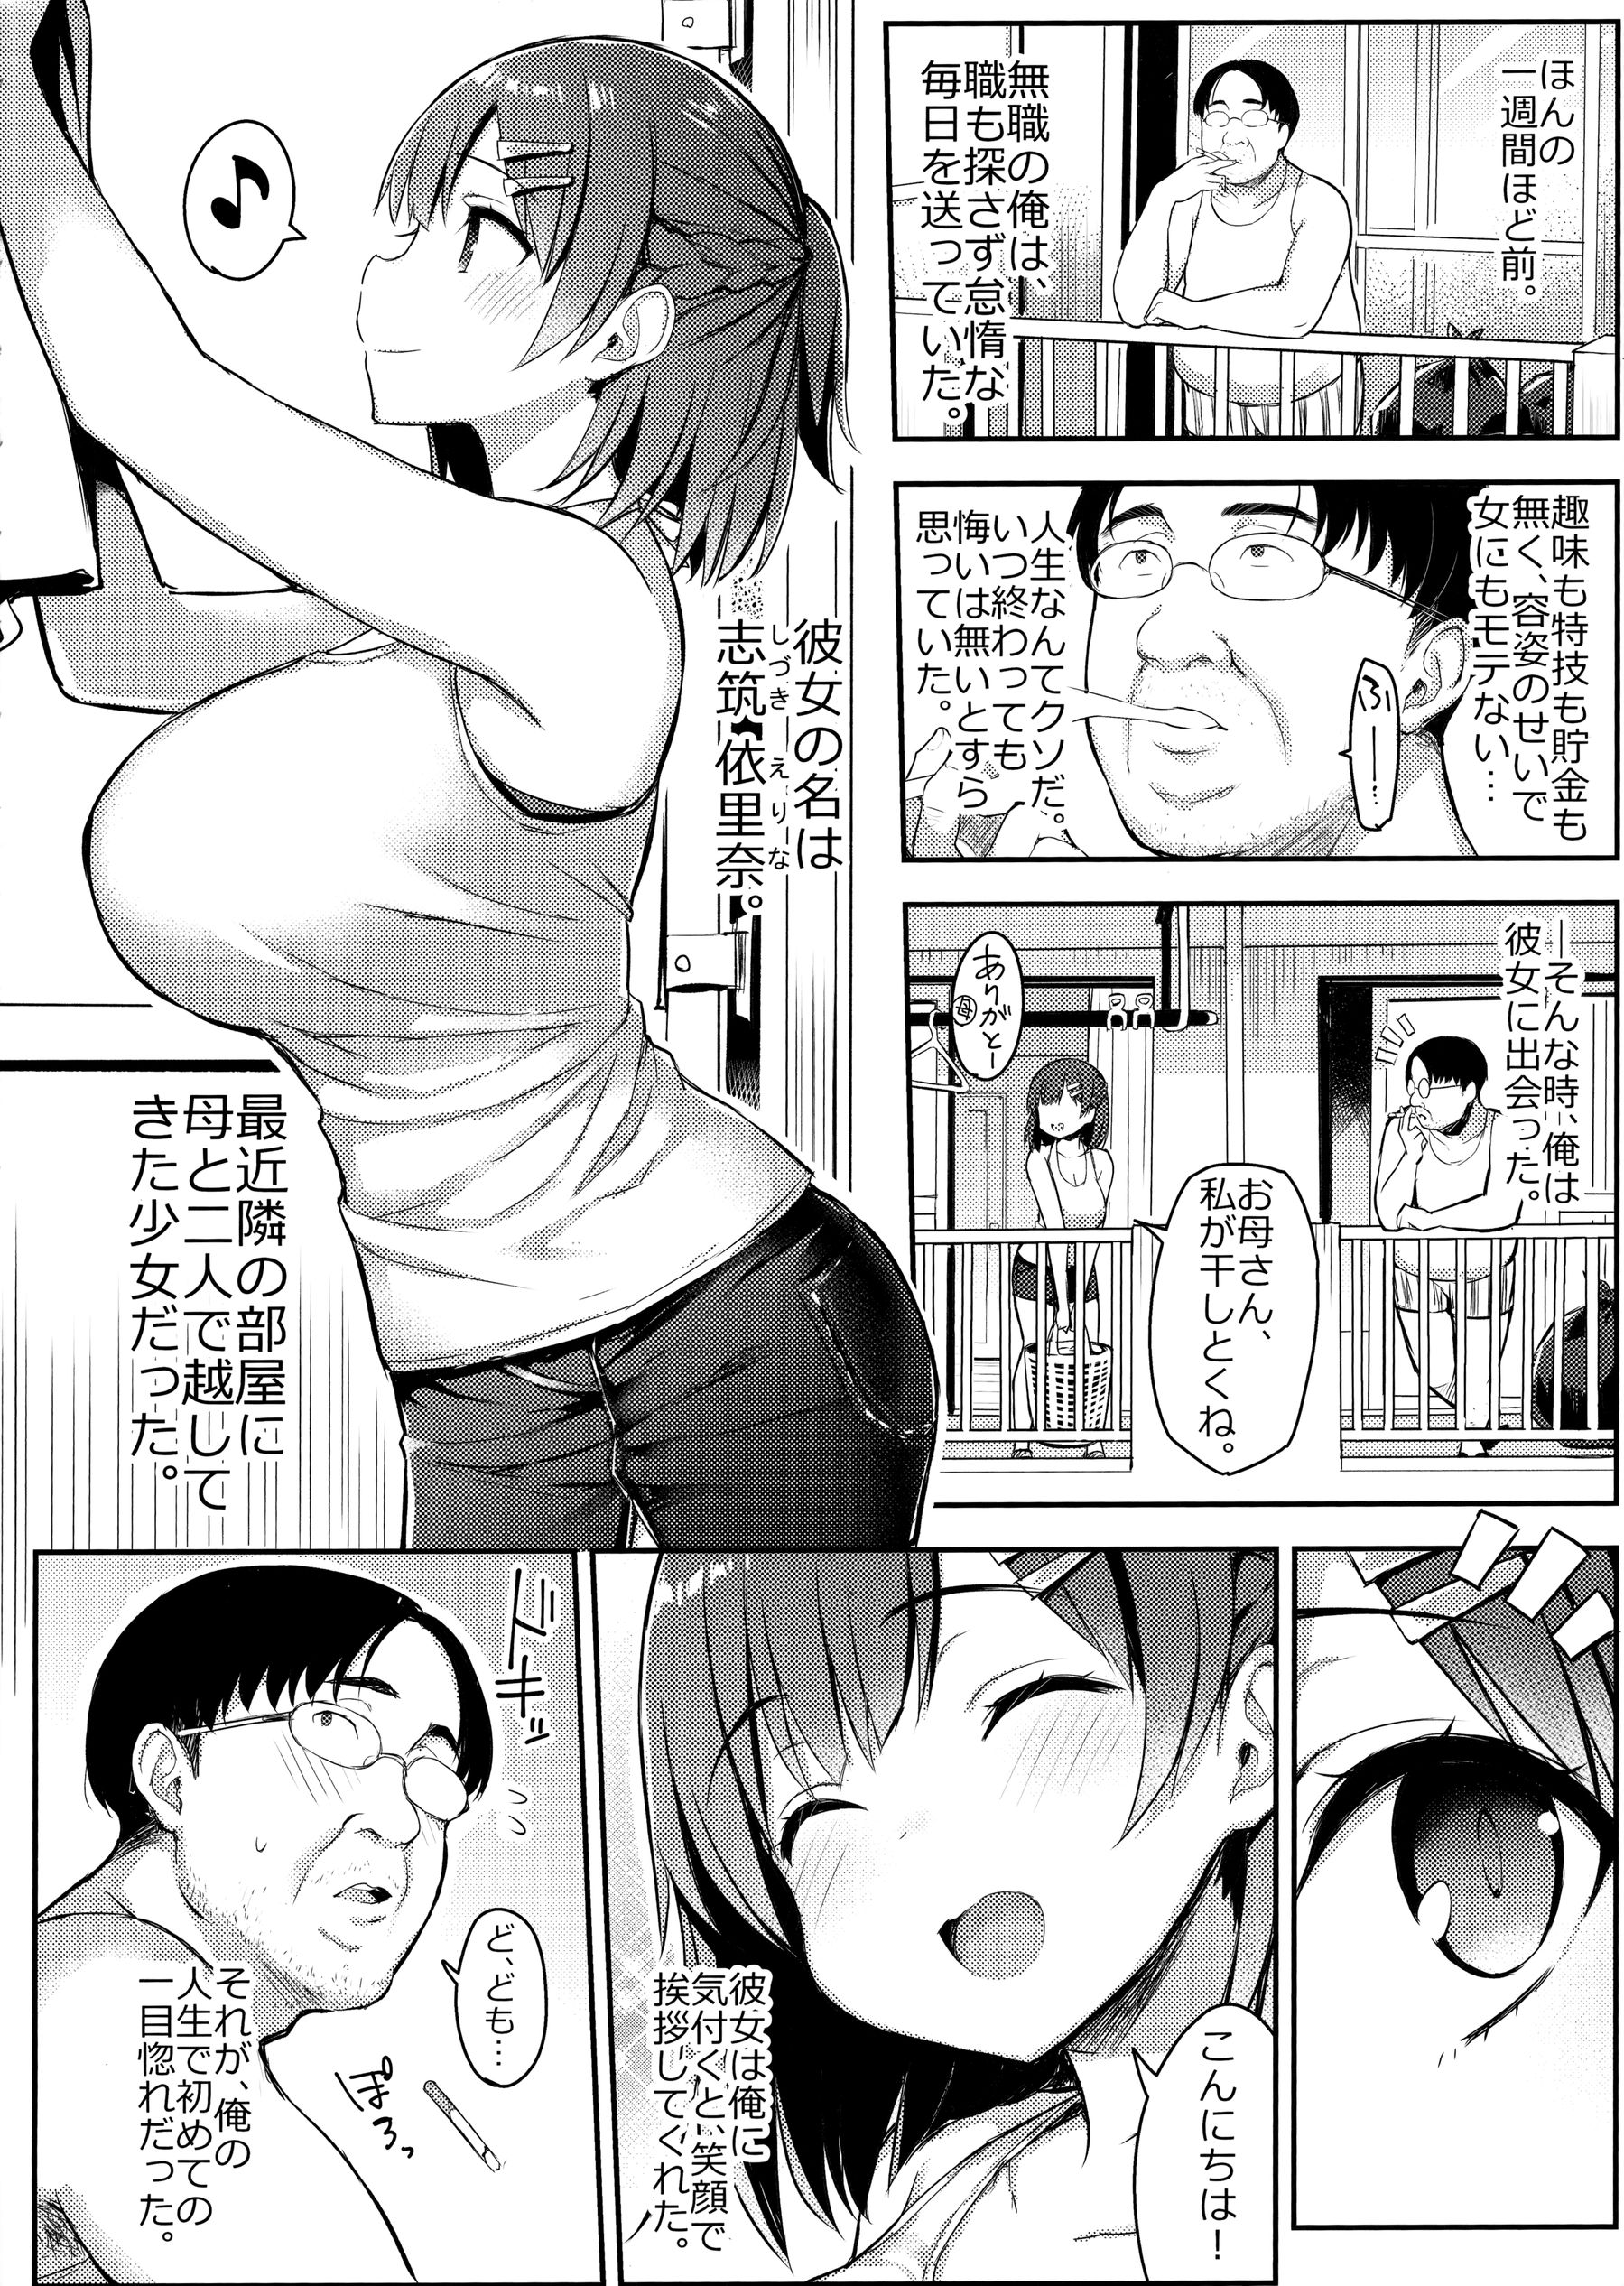 ほんの
一週間ほど前。
無職の俺は、
職も探さず怠惰な
毎日を送っていた。
趣味も特技も貯金も
無く、容姿のせいで
女にもモテない…
ふーー…
人生なんてクソだ。
いつ終わっても
悔いは無いとすら
思っていた。
―そんな時、俺は
彼女に出会った。
お母さん、
私が干しとくね。
ありがとー
母
彼女の名は
志筑 依里奈。
しづき えりな
最近隣の部屋に
母と二人で越して
きた少女だった。
こんにちは！
彼女は俺に
気付くと、笑顔で
挨拶してくれた。
ドキッ
ど、ども…
ぽろっ
それが、俺の
人生で初めての
一目惚れだった。